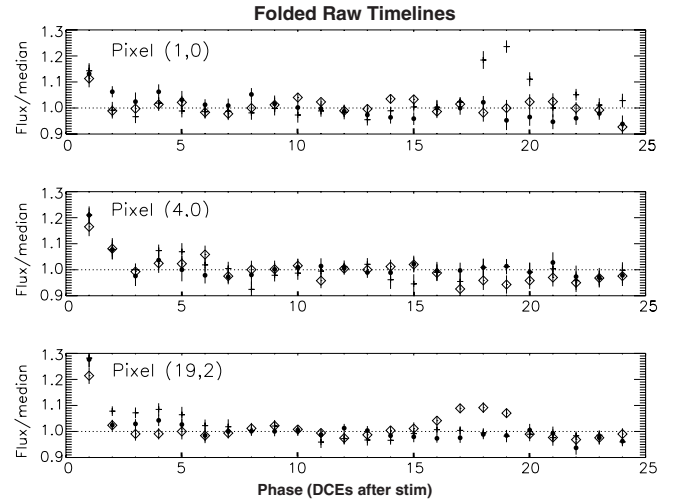 Folded Raw Timelines
1.3
1.2
1.1
1.0
0.9
Flux/median
Pixel (1,0)
0 5 10 15 20 25
1.3
1.2
1.1
1.0
0.9
Flux/median
Pixel (4,0)
0 5 10 15 20 25
1.3
1.2
1.1
1.0
0.9
Flux/median
Pixel (19,2)
0 5 10 15 20 25
Phase (DCEs after stim)